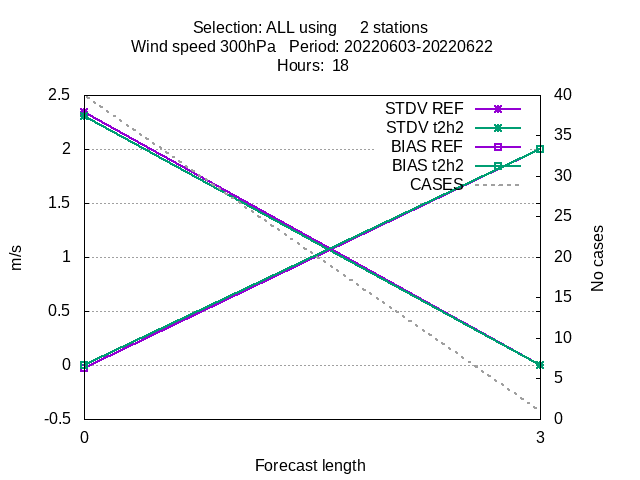 Selection: ALL using 2 stations
Wind speed 300hPa Period: 20220603-20220622
Hours: 18
2.5
2
1.5
1
0.5
0
-0.5
m/s
STDV REF
STDV t2h2
BIAS REF
BIAS t2h2
CASES
40
35
30
25
20
15
10
5
0
No cases
0
3
Forecast length